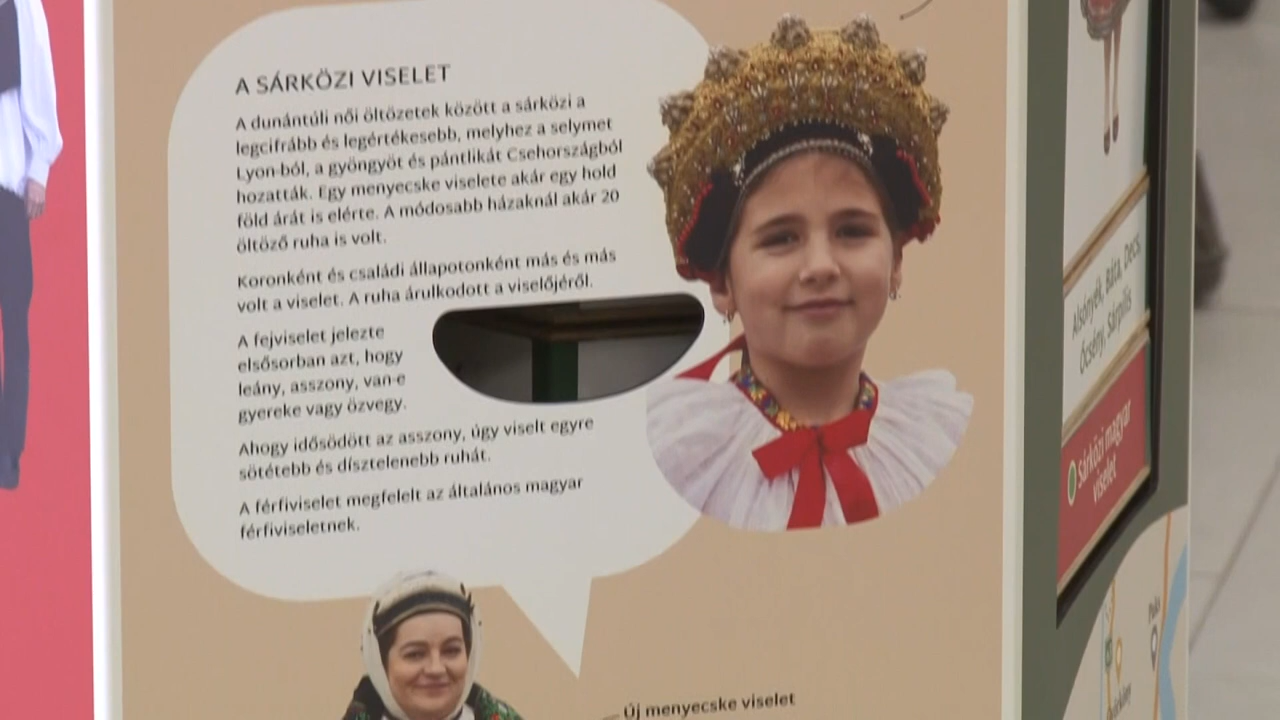 A SÁRKÖZI VISELET
A dunántúli női öltözetek között a sárközi a
legcifrább és legértékesebb, melyhez a selymet
Lyon-ból, a gyöngyöt és pántlikát Csehországból
hozatták. Egy menyecske viselete akár egy hold
föld árát is elérte. A módosabb házaknál akár 20
öltöző ruha is volt.
Koronként és családi állapotonként más és más
volt a viselet. A ruha árulkodott a viselőjéről.
A fejviselet jelezte
elsősorban azt, hogy
leány, asszony, van-e
gyereke vagy özvegy.
Ahogy idősödött az asszony, úgy viselt egyre
sötétebb és dísztelenebb ruhát.
A férfiviselet megfelelt az általános magyar
férfiviseletnek.
Új menyecske viselet
Alsónyék, Báta, Decs,
Őcsény, Sárpilis
Sárközi magyar
viselet
Paks